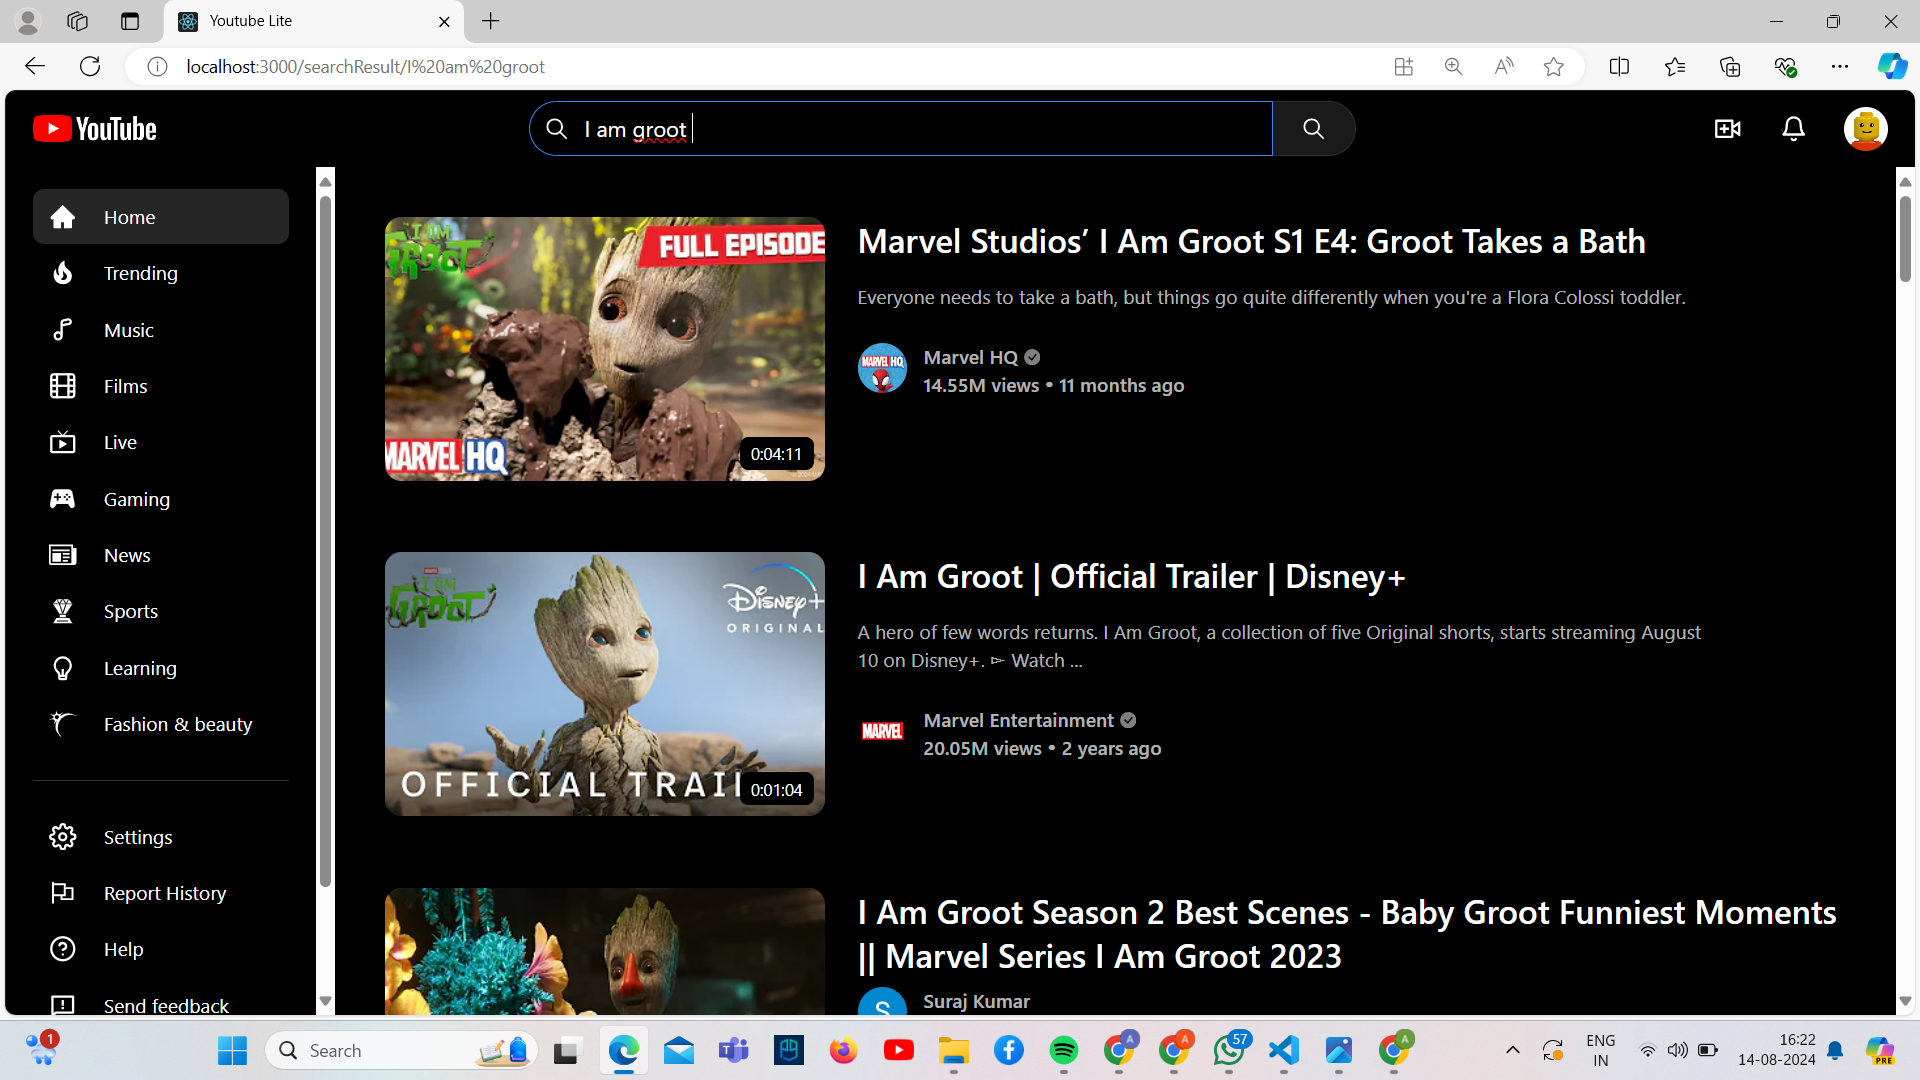 Youtube Lite
localhost:3000/searchResult/I%20am%20groot
YouTube
I am groot
Home
Trending
Music
Films
Live
Gaming
News
Sports
Learning
Fashion & beauty
Settings
Report History
Help
Send feedback
I AM GROOT
FULL EPISODE
MARVEL HQ
0:04:11
Marvel Studios’ I Am Groot S1 E4: Groot Takes a Bath
Everyone needs to take a bath, but things go quite differently when you're a Flora Colossi toddler.
MARVEL HQ
Marvel HQ
14.55M views • 11 months ago
I AM GROOT
Disney+
ORIGINAL
OFFICIAL TRAI
0:01:04
I Am Groot | Official Trailer | Disney+
A hero of few words returns. I Am Groot, a collection of five Original shorts, starts streaming August
10 on Disney+. ▻ Watch ...
MARVEL
Marvel Entertainment
20.05M views • 2 years ago
I Am Groot Season 2 Best Scenes - Baby Groot Funniest Moments
|| Marvel Series I Am Groot 2023
S
Suraj Kumar
1
Search
A
A
57
A
ENG
IN
16:22
14-08-2024
PRE